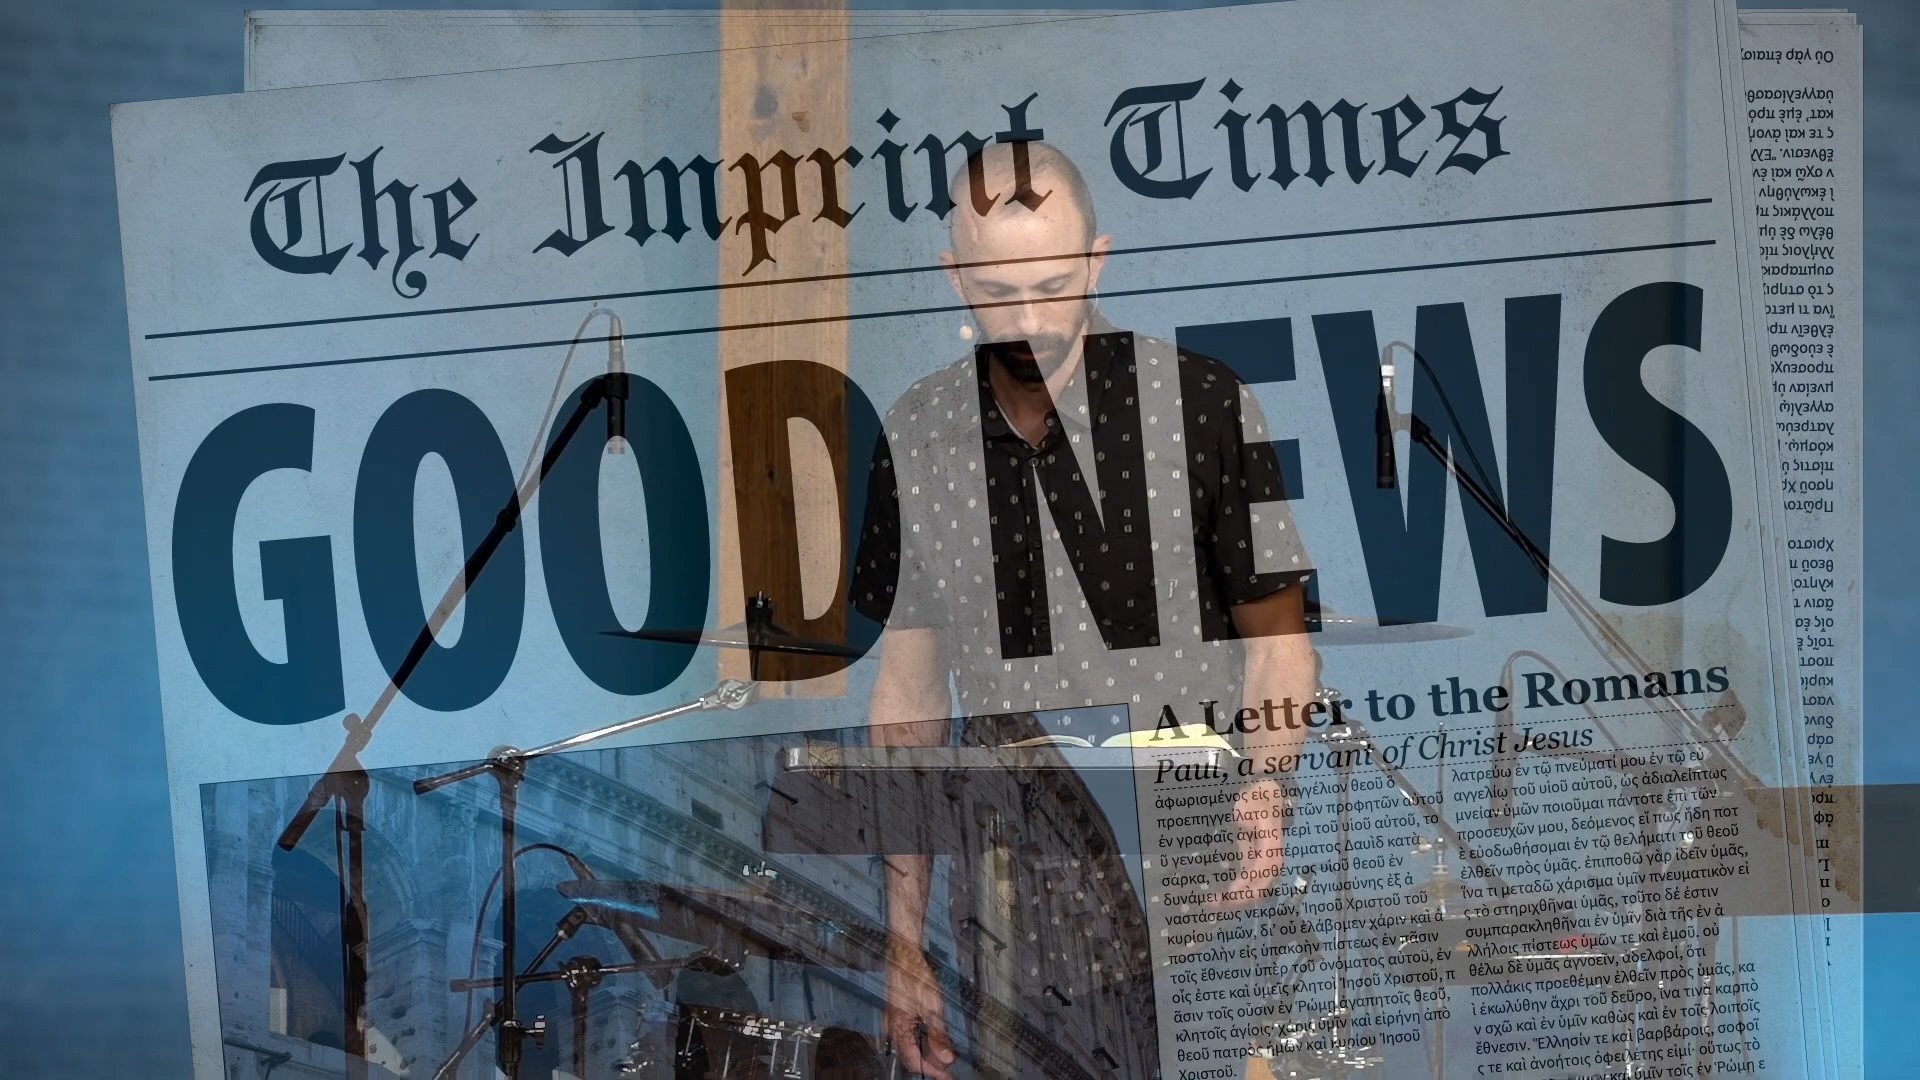 The Imprint Times
GOOD NEWS
A Letter to the Romans
Paul, a servant of Christ Jesus
ἀφωρισμένος εἰς εὐαγγέλιον θεοῦ ὃ
προεπηγγείλατο διὰ τῶν προφητῶν αὐτοῦ
ἐν γραφαῖς ἁγίαις περὶ τοῦ υἱοῦ αὐτοῦ, το
ῦ γενομένου ἐκ σπέρματος Δαυὶδ κατὰ
σάρκα, τοῦ ὁρισθέντος υἱοῦ θεοῦ ἐν
δυνάμει κατὰ πνεῦμα ἁγιωσύνης ἐξ ἀ
ναστάσεως νεκρῶν, Ἰησοῦ Χριστοῦ τοῦ
κυρίου ἡμῶν, δι’ οὗ ἐλάβομεν χάριν καὶ ἀ
ποστολὴν εἰς ὑπακοὴν πίστεως ἐν πᾶσιν
τοῖς ἔθνεσιν ὑπὲρ τοῦ ὀνόματος αὐτοῦ, ἐν
οἷς ἐστε καὶ ὑμεῖς κλητοὶ Ἰησοῦ Χριστοῦ, π
ᾶσιν τοῖς οὖσιν ἐν Ῥώμῃ ἀγαπητοῖς θεοῦ,
κλητοῖς ἁγίοις· χάρις ὑμῖν καὶ εἰρήνη ἀπὸ
θεοῦ πατρὸς ἡμῶν καὶ κυρίου Ἰησοῦ
Χριστοῦ.
λατρεύω ἐν τῷ πνεύματί μου ἐν τῷ εὐ
αγγελίῳ τοῦ υἱοῦ αὐτοῦ, ὡς ἀδιαλείπτως
μνείαν ὑμῶν ποιοῦμαι πάντοτε ἐπὶ τῶν
προσευχῶν μου, δεόμενος εἴ πως ἤδη ποτ
ὲ εὐοδωθήσομαι ἐν τῷ θελήματι τοῦ θεοῦ
ἐλθεῖν πρὸς ὑμᾶς. ἐπιποθῶ γὰρ ἰδεῖν ὑμᾶς,
ἵνα τι μεταδῶ χάρισμα ὑμῖν πνευματικὸν εἰ
ς τὸ στηριχθῆναι ὑμᾶς, τοῦτο δέ ἐστιν
συμπαρακληθῆναι ἐν ὑμῖν διὰ τῆς ἐν ἀ
λλήλοις πίστεως ὑμῶν τε καὶ ἐμοῦ. οὐ
θέλω δὲ ὑμᾶς ἀγνοεῖν, ἀδελφοί, ὅτι
πολλάκις προεθέμην ἐλθεῖν πρὸς ὑμᾶς, κα
ὶ ἐκωλύθην ἄχρι τοῦ δεῦρο, ἵνα τινὰ καρπὸ
ν σχῶ καὶ ἐν ὑμῖν καθὼς καὶ ἐν τοῖς λοιποῖς
ἔθνεσιν. Ἕλλησίν τε καὶ βαρβάροις, σοφοῖ
ς τε καὶ ἀνοήτοις ὀφειλέτης εἰμί· οὕτως τὸ